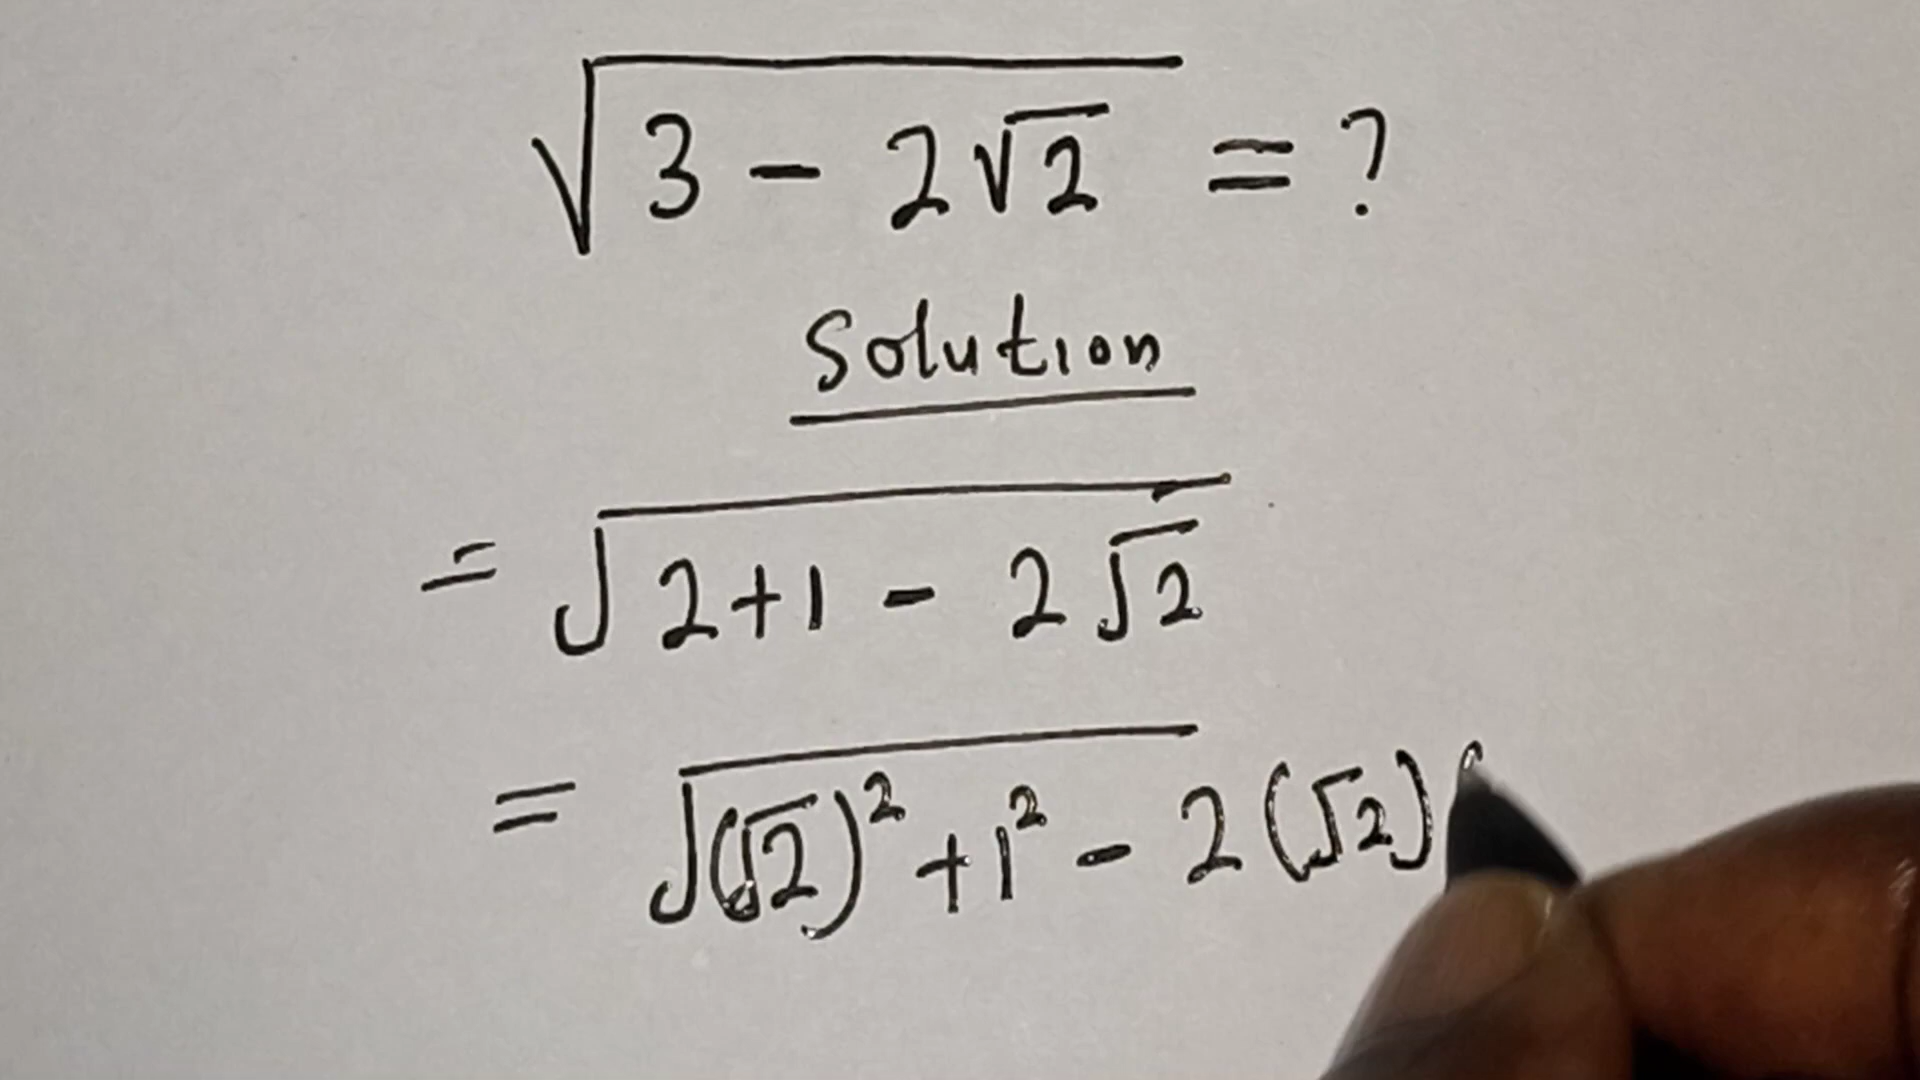 √(3 - 2√2) = ?
Solution
= √(2+1 - 2√2)
= √((√2)² + 1² - 2(√2)(